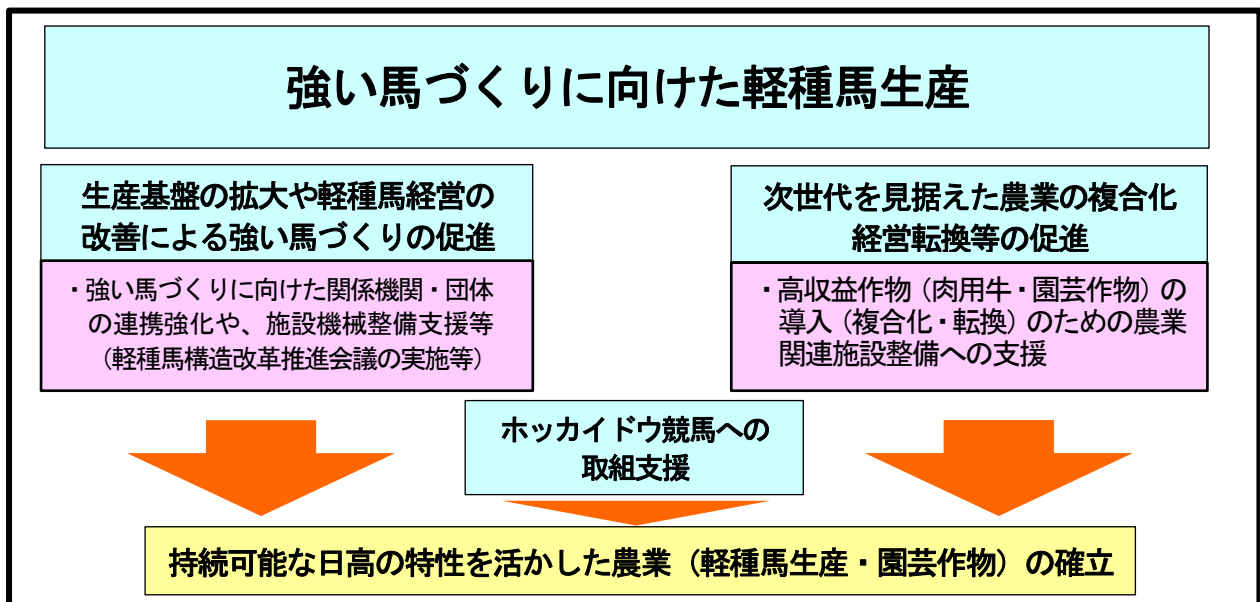 強い馬づくりに向けた軽種馬生産
生産基盤の拡大や軽種馬経営の
改善による強い馬づくりの促進
・強い馬づくりに向けた関係機関・団体
の連携強化や、施設機械整備支援等
（軽種馬構造改革推進会議の実施等）
次世代を見据えた農業の複合化
経営転換等の促進
・高収益作物（肉用牛・園芸作物）の
導入（複合化・転換）のための農業
関連施設整備への支援
ホッカイドウ競馬への
取組支援
持続可能な日高の特性を活かした農業（軽種馬生産・園芸作物）の確立